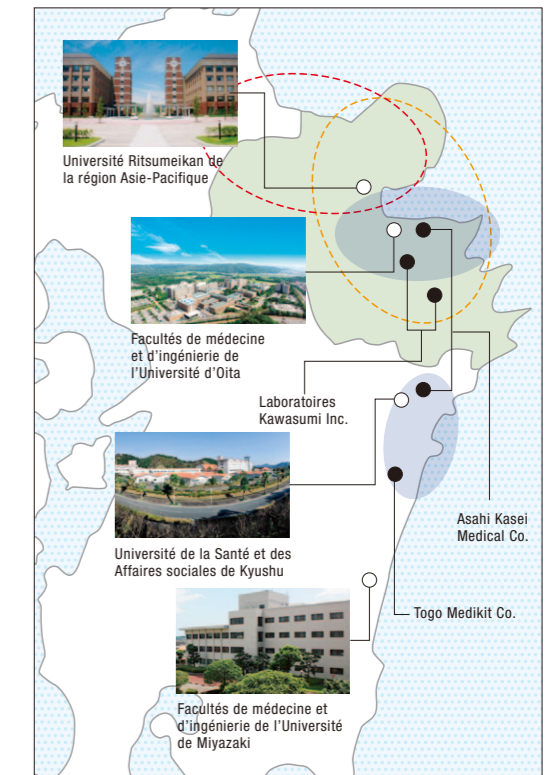 Université Ritsumeikan de
la région Asie-Pacifique
Facultés de médecine
et d'ingénierie de
l'Université d'Oita
Laboratoires
Kawasumi Inc.
Université de la Santé et des
Affaires sociales de Kyushu
Asahi Kasei
Medical Co.
Togo Medikit Co.
Facultés de médecine et
d'ingénierie de l'Université
de Miyazaki